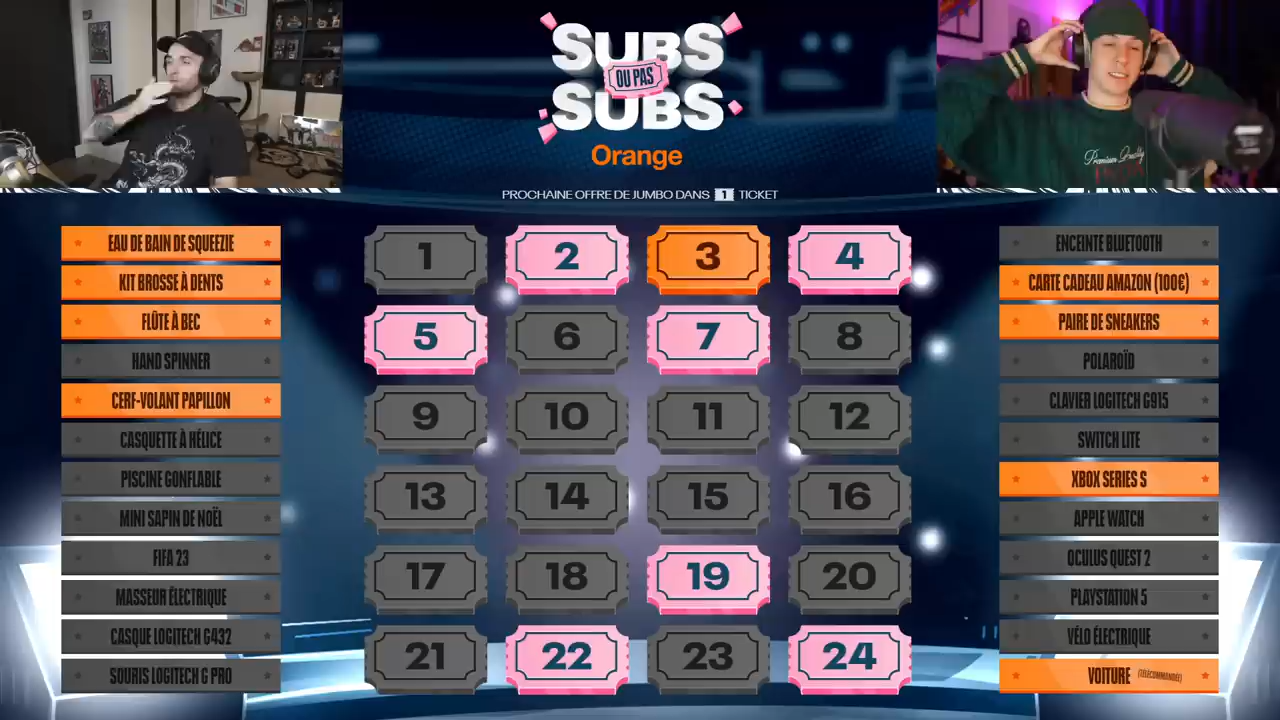 SUBS
OU PAS
SUBS
Orange
PROCHAINE OFFRE DE JUMBO DANS 1 TICKET
EAU DE BAIN DE SQUEEZIE
KIT BROSSE À DENTS
FLÛTE À BEC
HAND SPINNER
CERF-VOLANT PAPILLON
CASQUETTE À HÉLICE
PISCINE GONFLABLE
MINI SAPIN DE NOËL
FIFA 23
MASSEUR ÉLECTRIQUE
CASQUE LOGITECH G432
SOURIS LOGITECH G PRO
1 2 3 4
5 6 7 8
9 10 11 12
13 14 15 16
17 18 19 20
21 22 23 24
ENCEINTE BLUETOOTH
CARTE CADEAU AMAZON (100€)
PAIRE DE SNEAKERS
POLAROÏD
CLAVIER LOGITECH G915
SWITCH LITE
XBOX SERIES S
APPLE WATCH
OCULUS QUEST 2
PLAYSTATION 5
VÉLO ÉLECTRIQUE
VOITURE (TÉLÉCOMMANDÉE)
Premium Quality